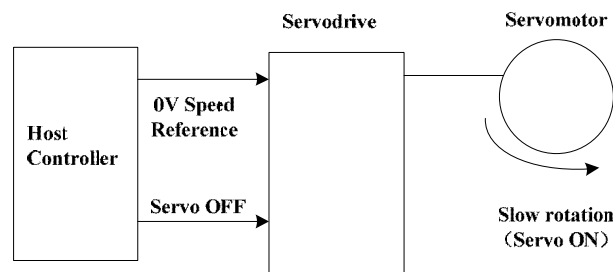 Servodrive
Servomotor
Host
Controller
0V Speed
Reference
Servo OFF
Slow rotation
（Servo ON）